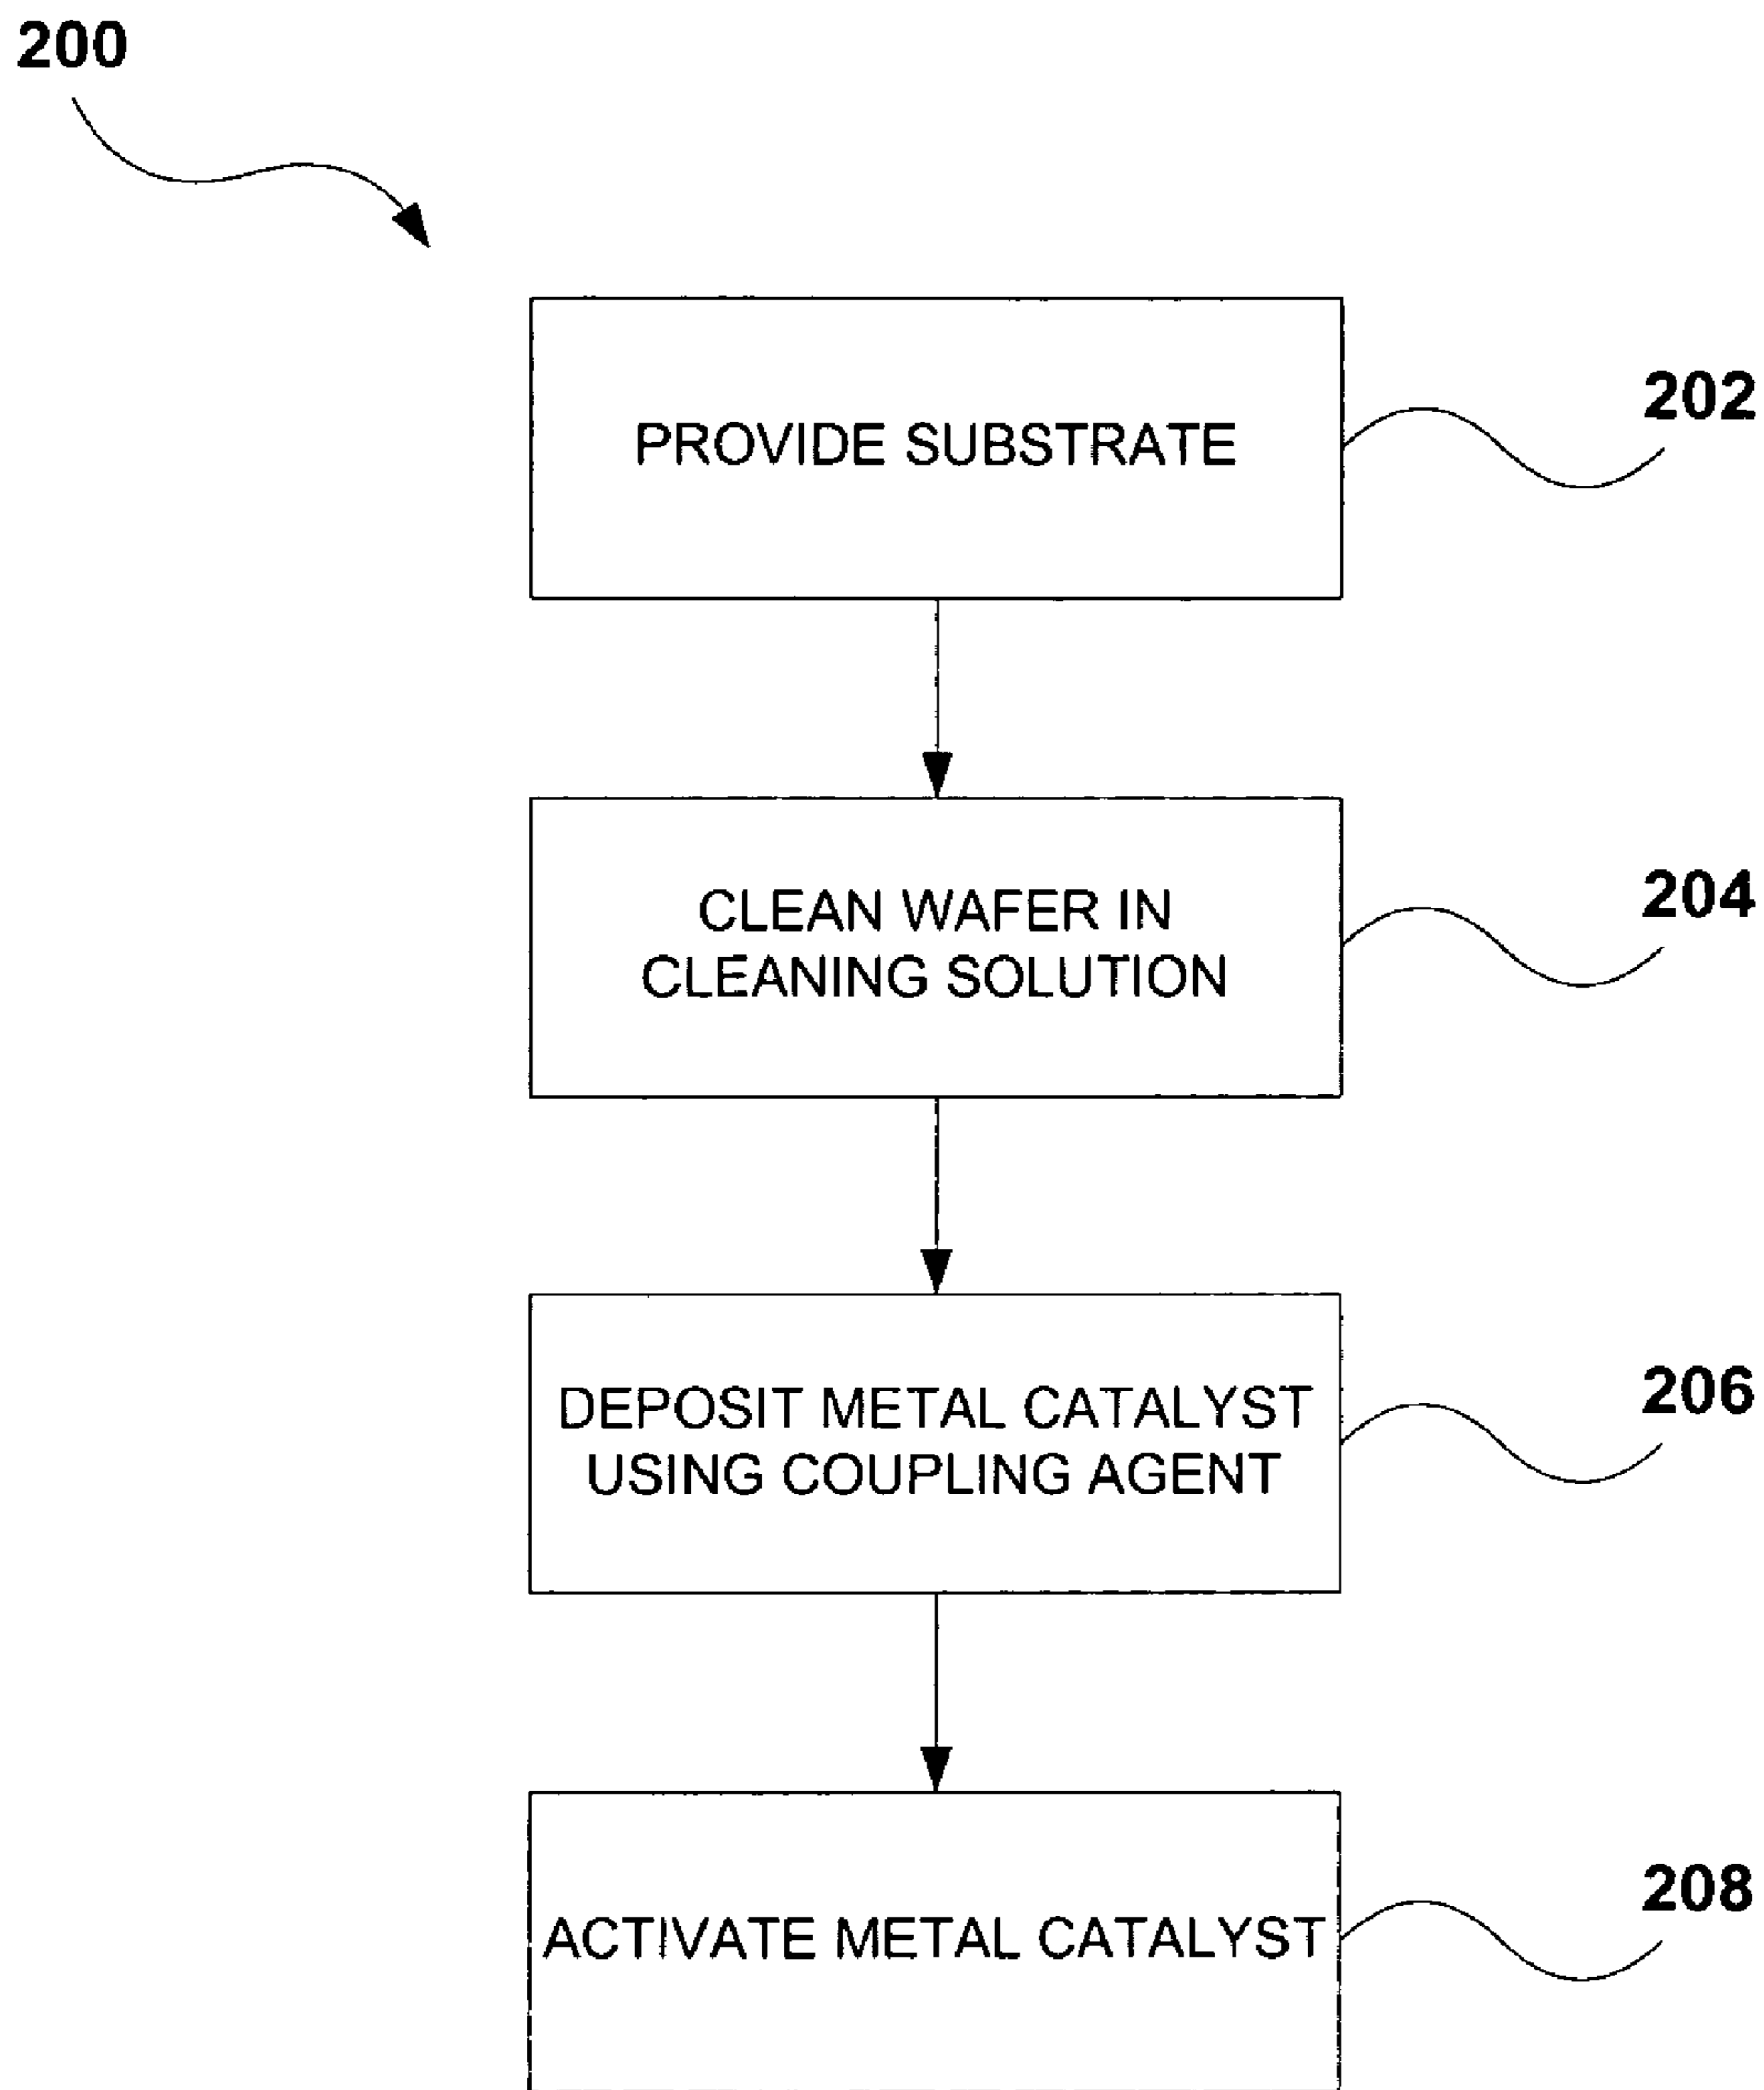 200
PROVIDE SUBSTRATE
202
CLEAN WAFER IN
CLEANING SOLUTION
204
DEPOSIT METAL CATALYST
USING COUPLING AGENT
206
ACTIVATE METAL CATALYST
208